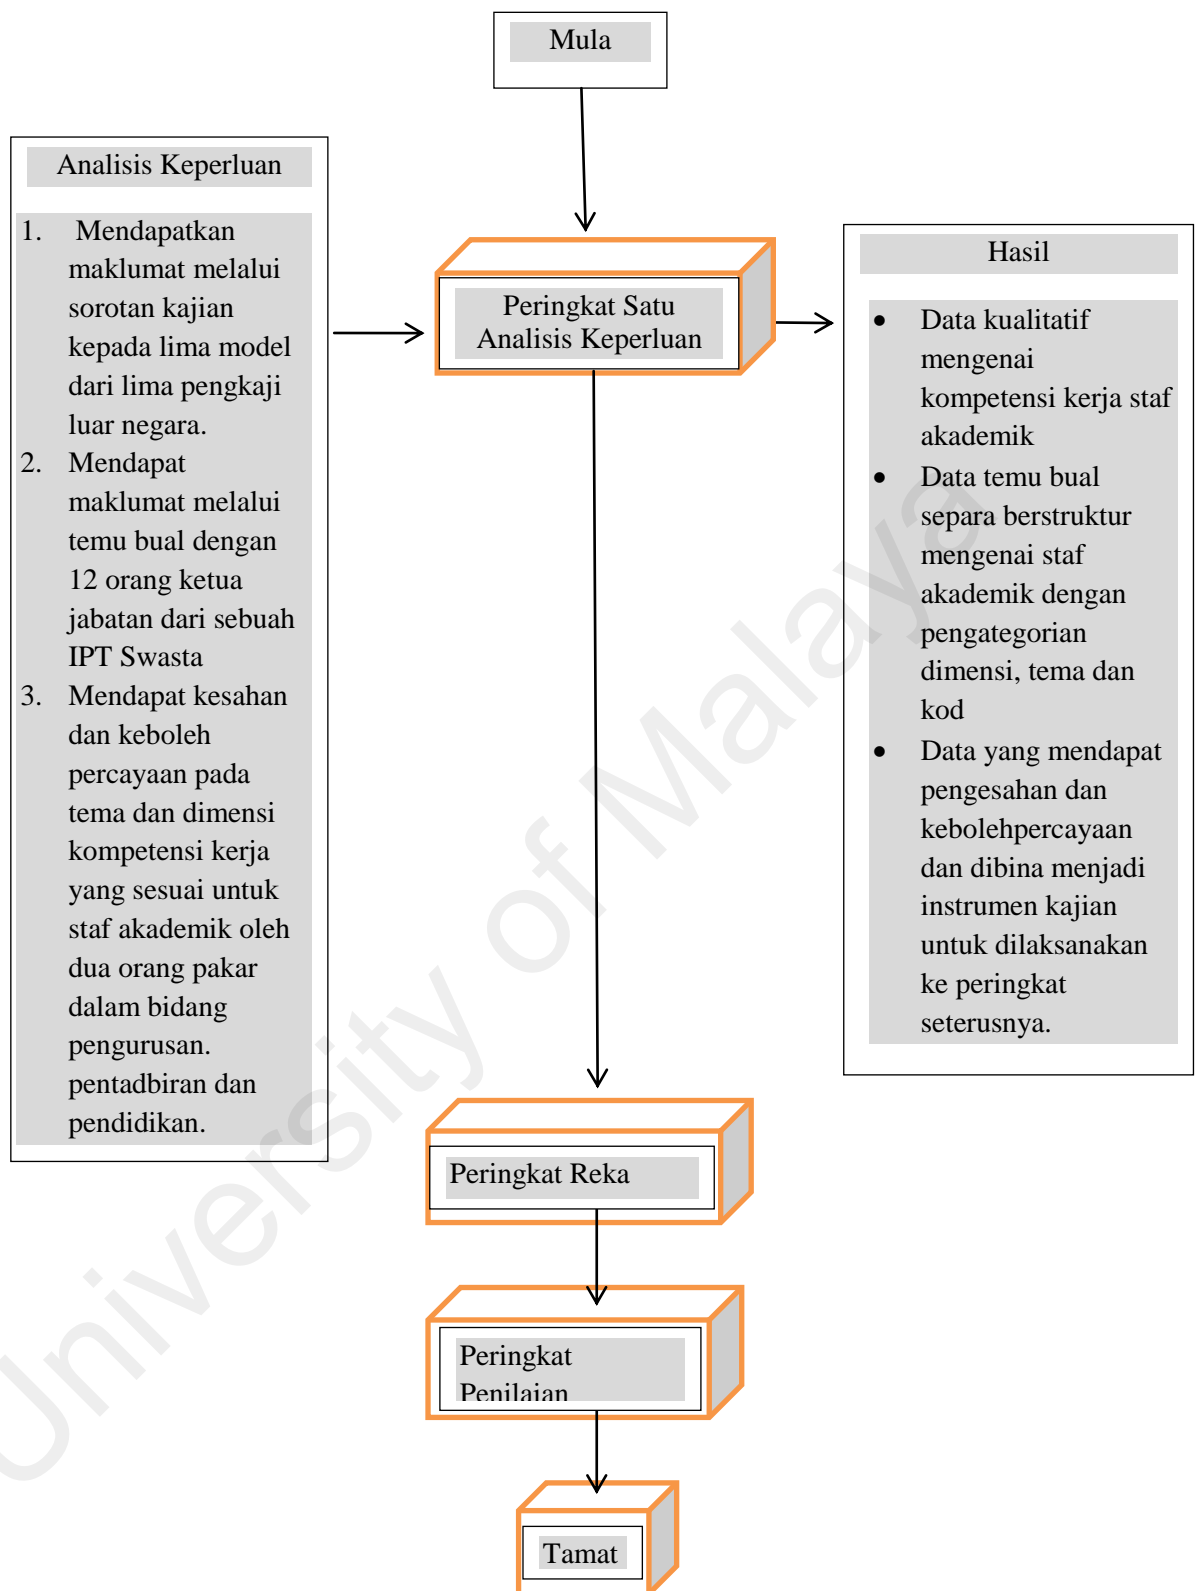 Mula
Analisis Keperluan
1. Mendapatkan
maklumat melalui
sorotan kajian
kepada lima model
dari lima pengkaji
luar negara.
2. Mendapat
maklumat melalui
temu bual dengan
12 orang ketua
jabatan dari sebuah
IPT Swasta
3. Mendapat kesahan
dan keboleh
percayaan pada
tema dan dimensi
kompetensi kerja
yang sesuai untuk
staf akademik oleh
dua orang pakar
dalam bidang
pengurusan.
pentadbiran dan
pendidikan.
Peringkat Satu
Analisis Keperluan
Hasil
• Data kualitatif
mengenai
kompetensi kerja staf
akademik
• Data temu bual
separa berstruktur
mengenai staf
akademik dengan
pengategorian
dimensi, tema dan
kod
• Data yang mendapat
pengesahan dan
kebolehpercayaan
dan dibina menjadi
instrumen kajian
untuk dilaksanakan
ke peringkat
seterusnya.
Peringkat Reka
Peringkat
Penilaian
Tamat
University of Malaya